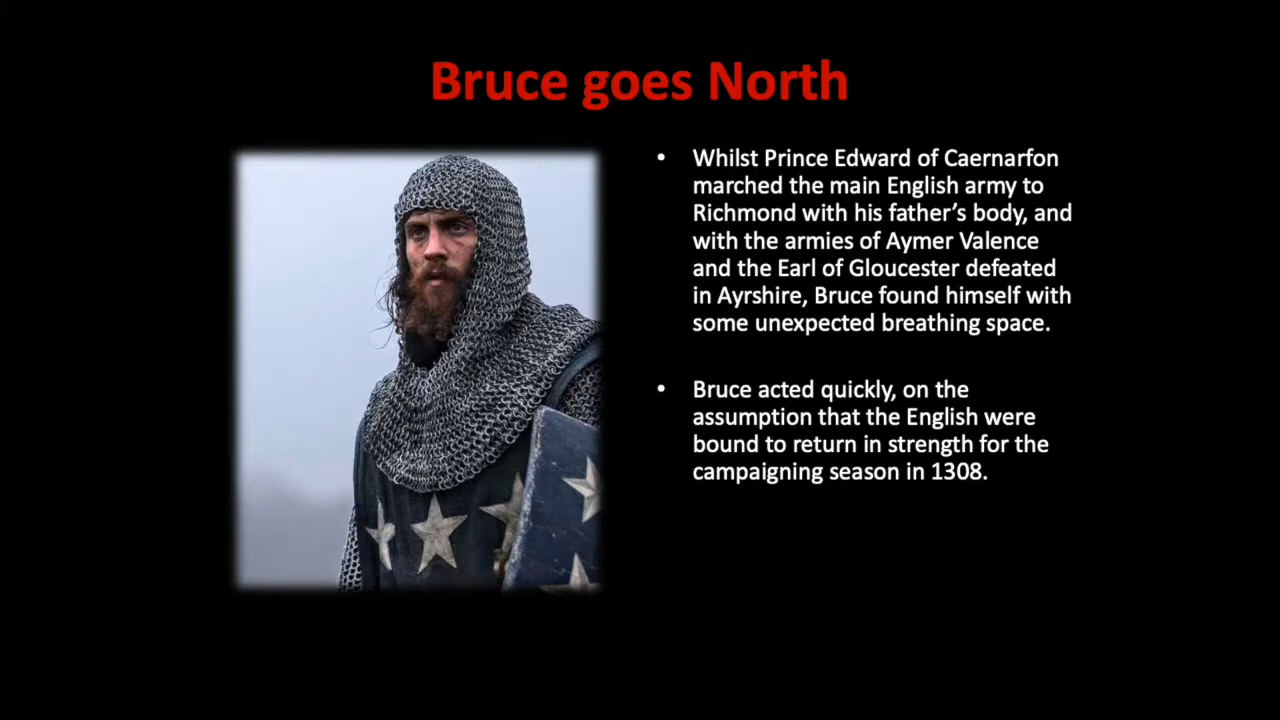 Bruce goes North
• Whilst Prince Edward of Caernarfon
marched the main English army to
Richmond with his father's body, and
with the armies of Aymer Valence
and the Earl of Gloucester defeated
in Ayrshire, Bruce found himself with
some unexpected breathing space.
• Bruce acted quickly, on the
assumption that the English were
bound to return in strength for the
campaigning season in 1308.